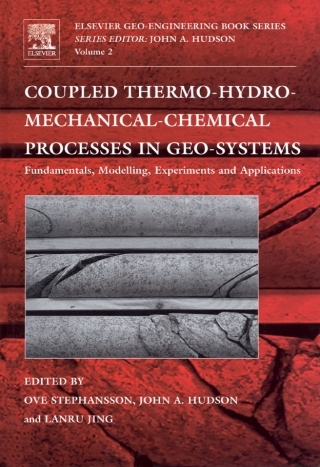 ELSEVIER GEO-ENGINEERING BOOK SERIES
SERIES EDITOR: JOHN A. HUDSON
Volume 2
ELSEVIER
COUPLED THERMO-HYDRO-
MECHANICAL-CHEMICAL
PROCESSES IN GEO-SYSTEMS
Fundamentals, Modelling, Experiments and Applications
EDITED BY
OVE STEPHANSSON, JOHN A. HUDSON
and LANRU JING